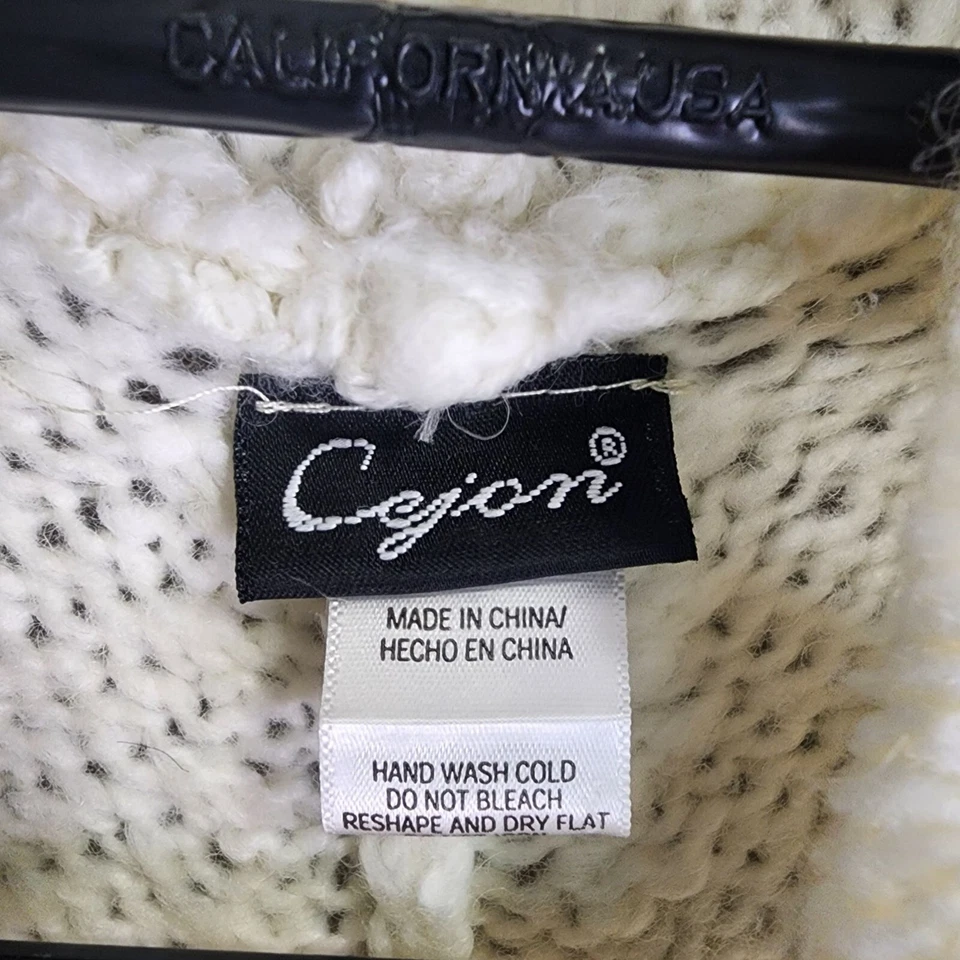 CALIFORNIA USA
Cejon®
MADE IN CHINA/
HECHO EN CHINA
HAND WASH COLD
DO NOT BLEACH
RESHAPE AND DRY FLAT